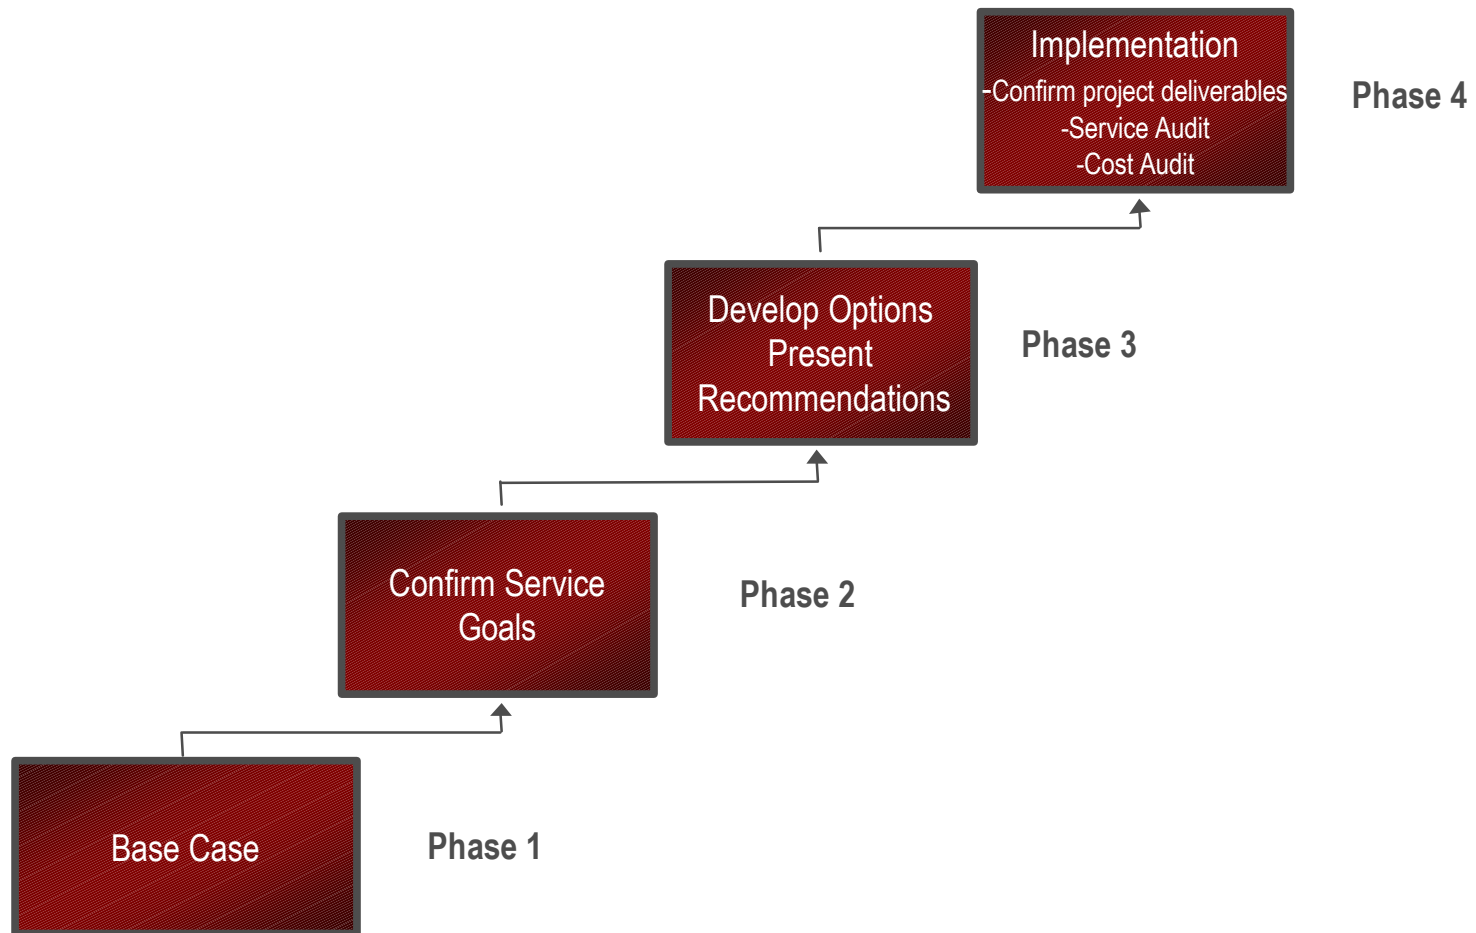 Implementation
-Confirm project deliverables
-Service Audit
-Cost Audit
Phase 4
Develop Options
Present
Recommendations
Phase 3
Confirm Service
Goals
Phase 2
Base Case
Phase 1